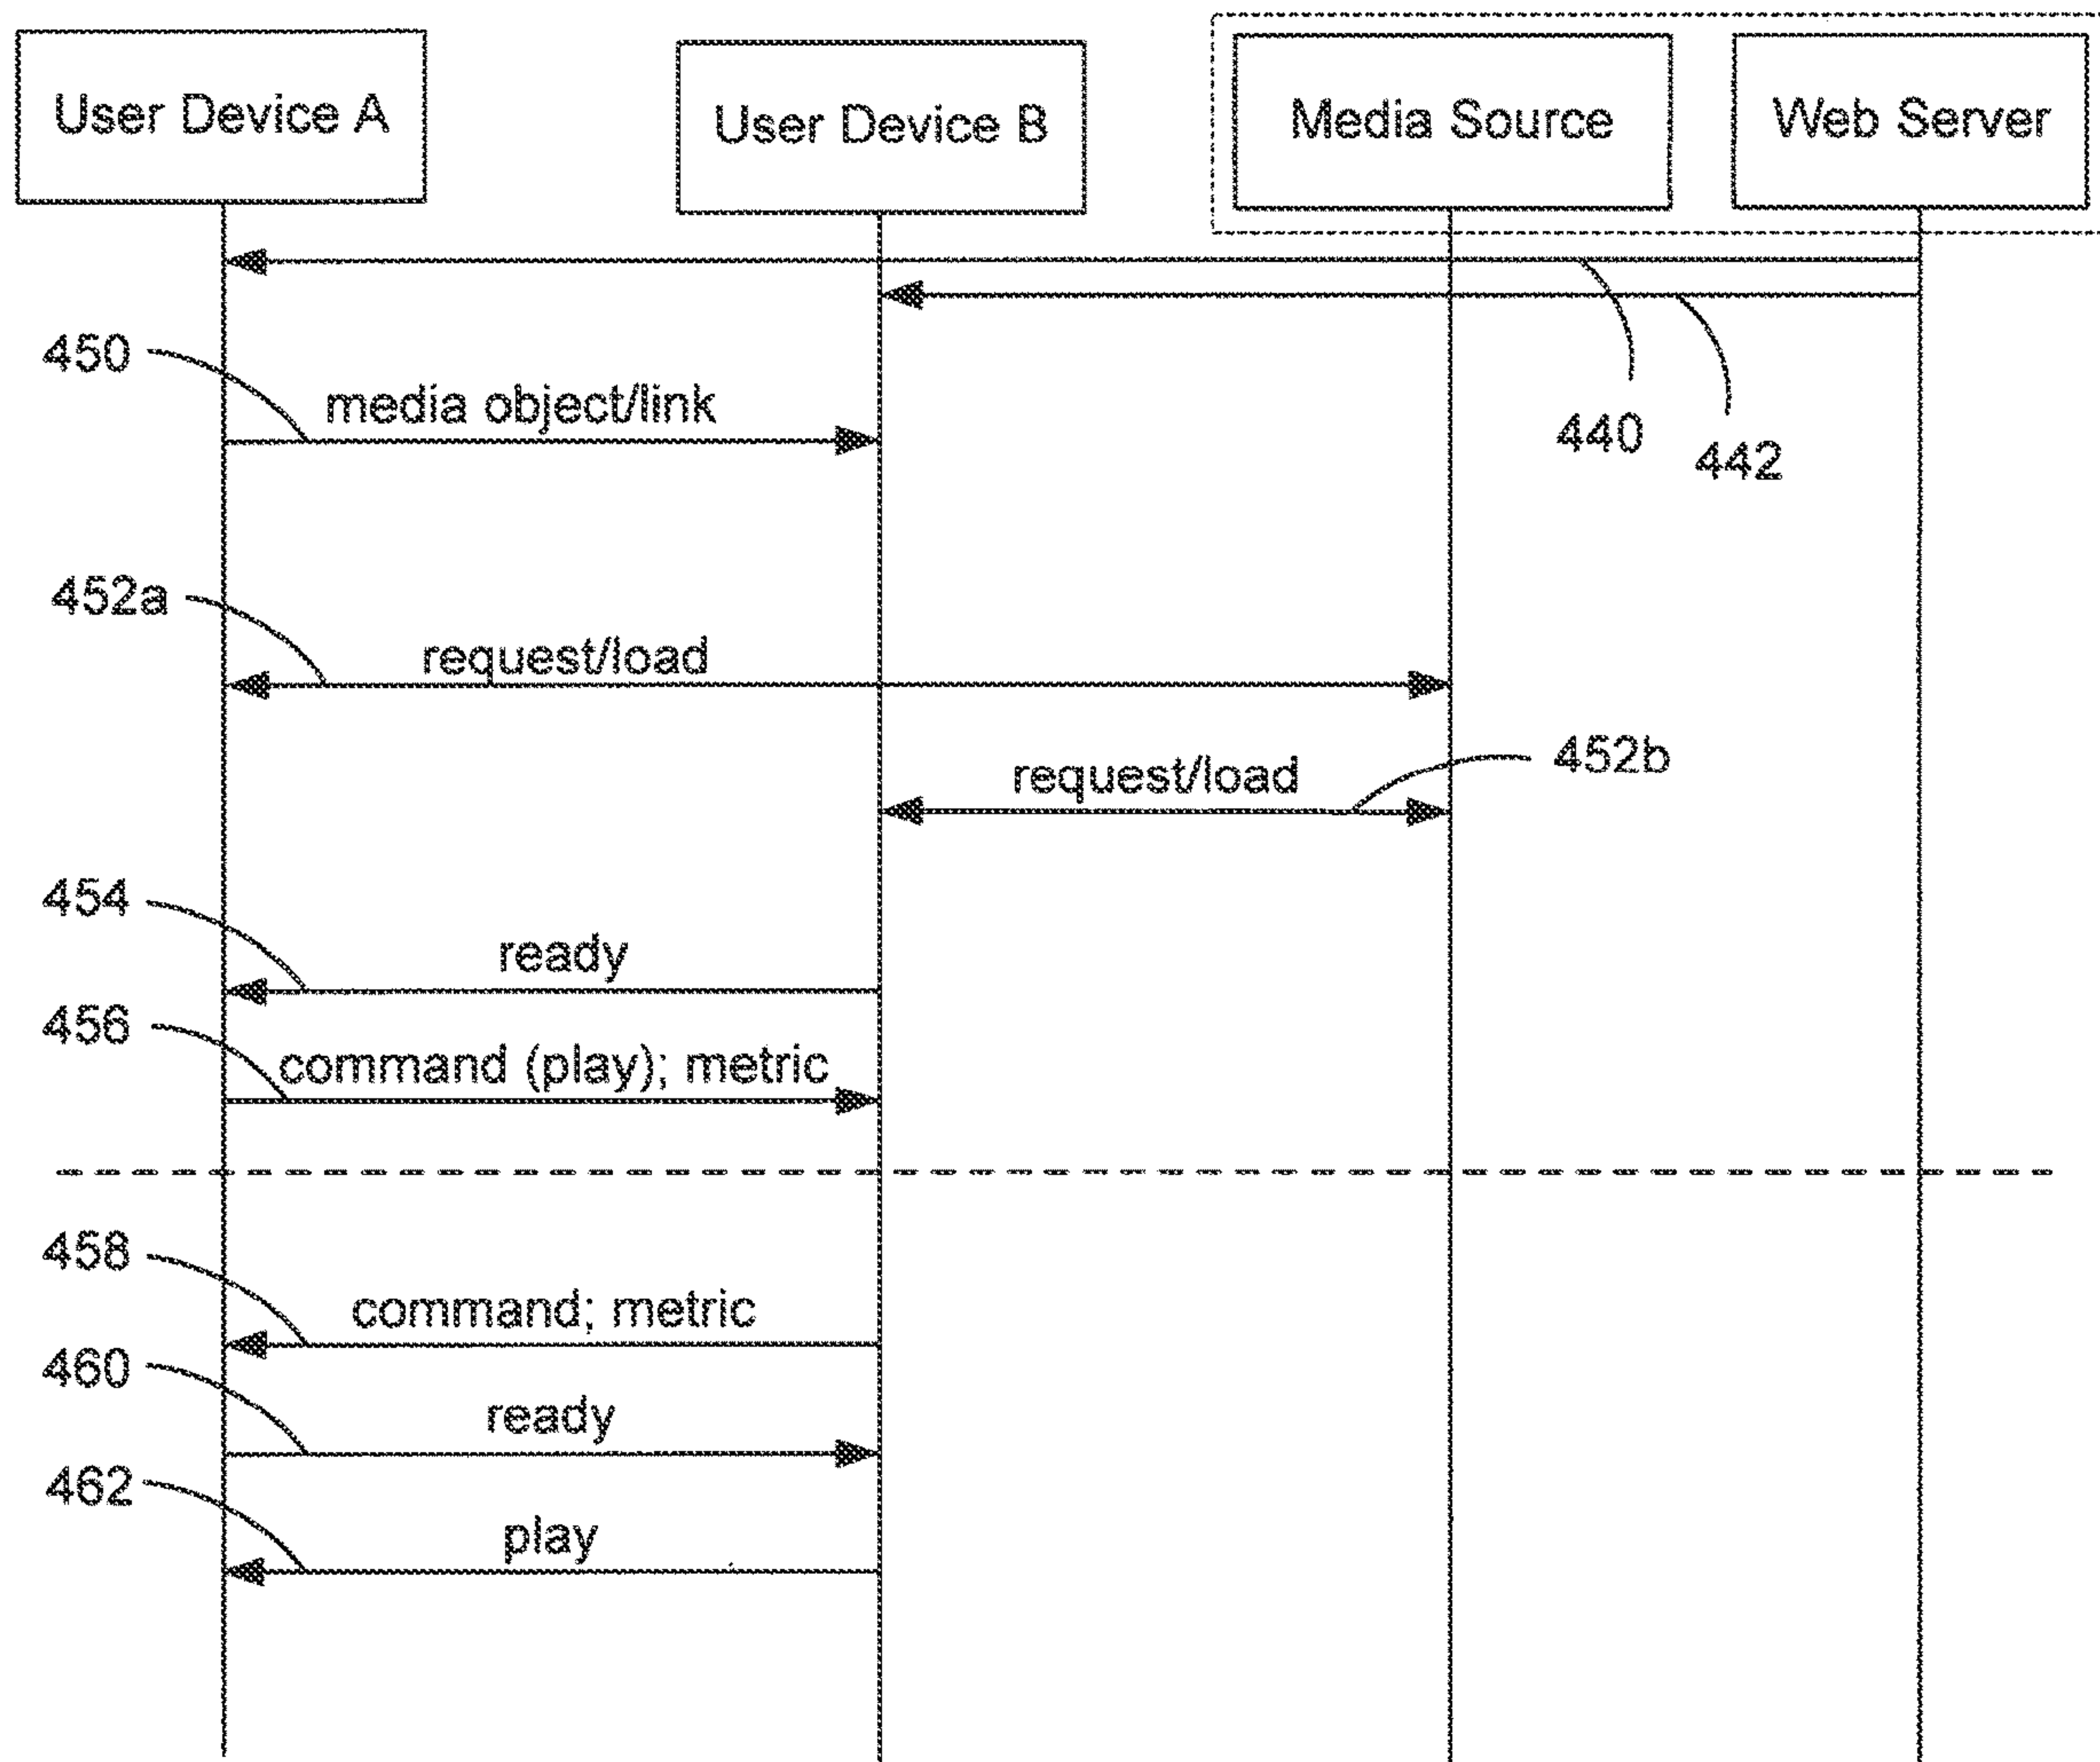 User Device A
User Device B
Media Source
Web Server
450
media object/link
440
442
452a
request/load
452b
request/load
454
ready
456
command (play); metric
458
command; metric
460
ready
462
play